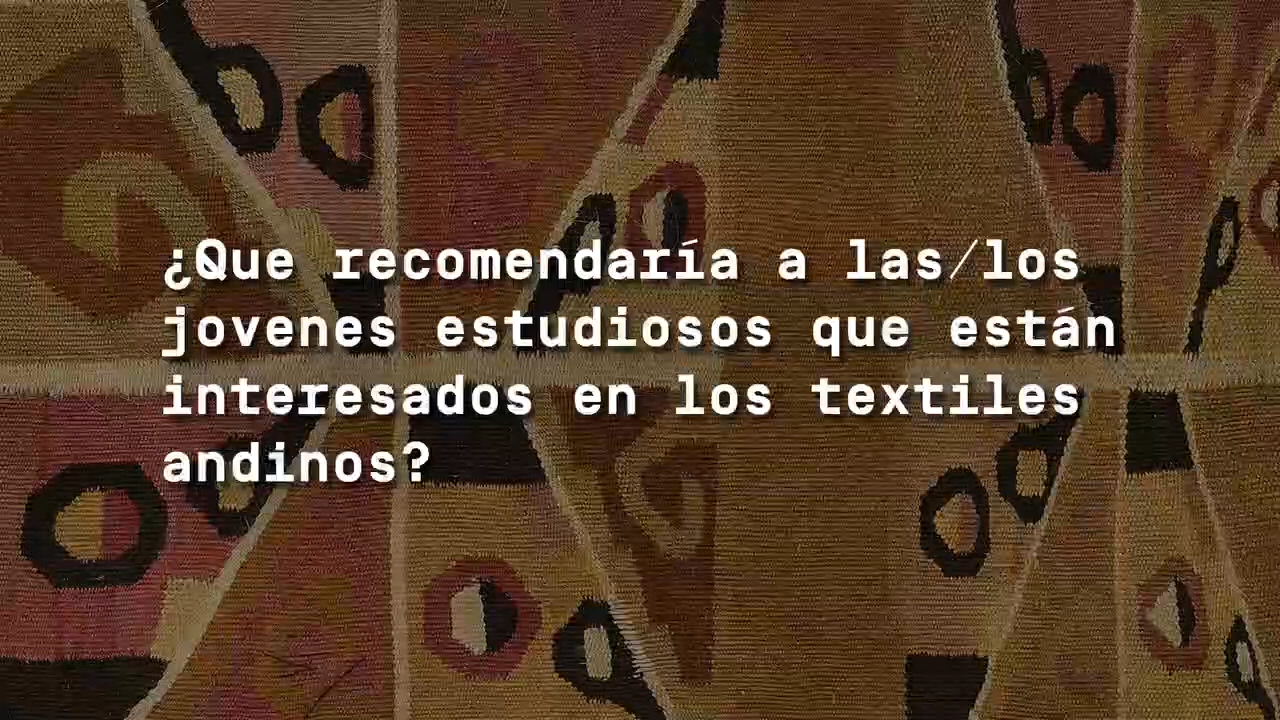 ¿Que recomendaría a las/los
jovenes estudiosos que están
interesados en los textiles
andinos?